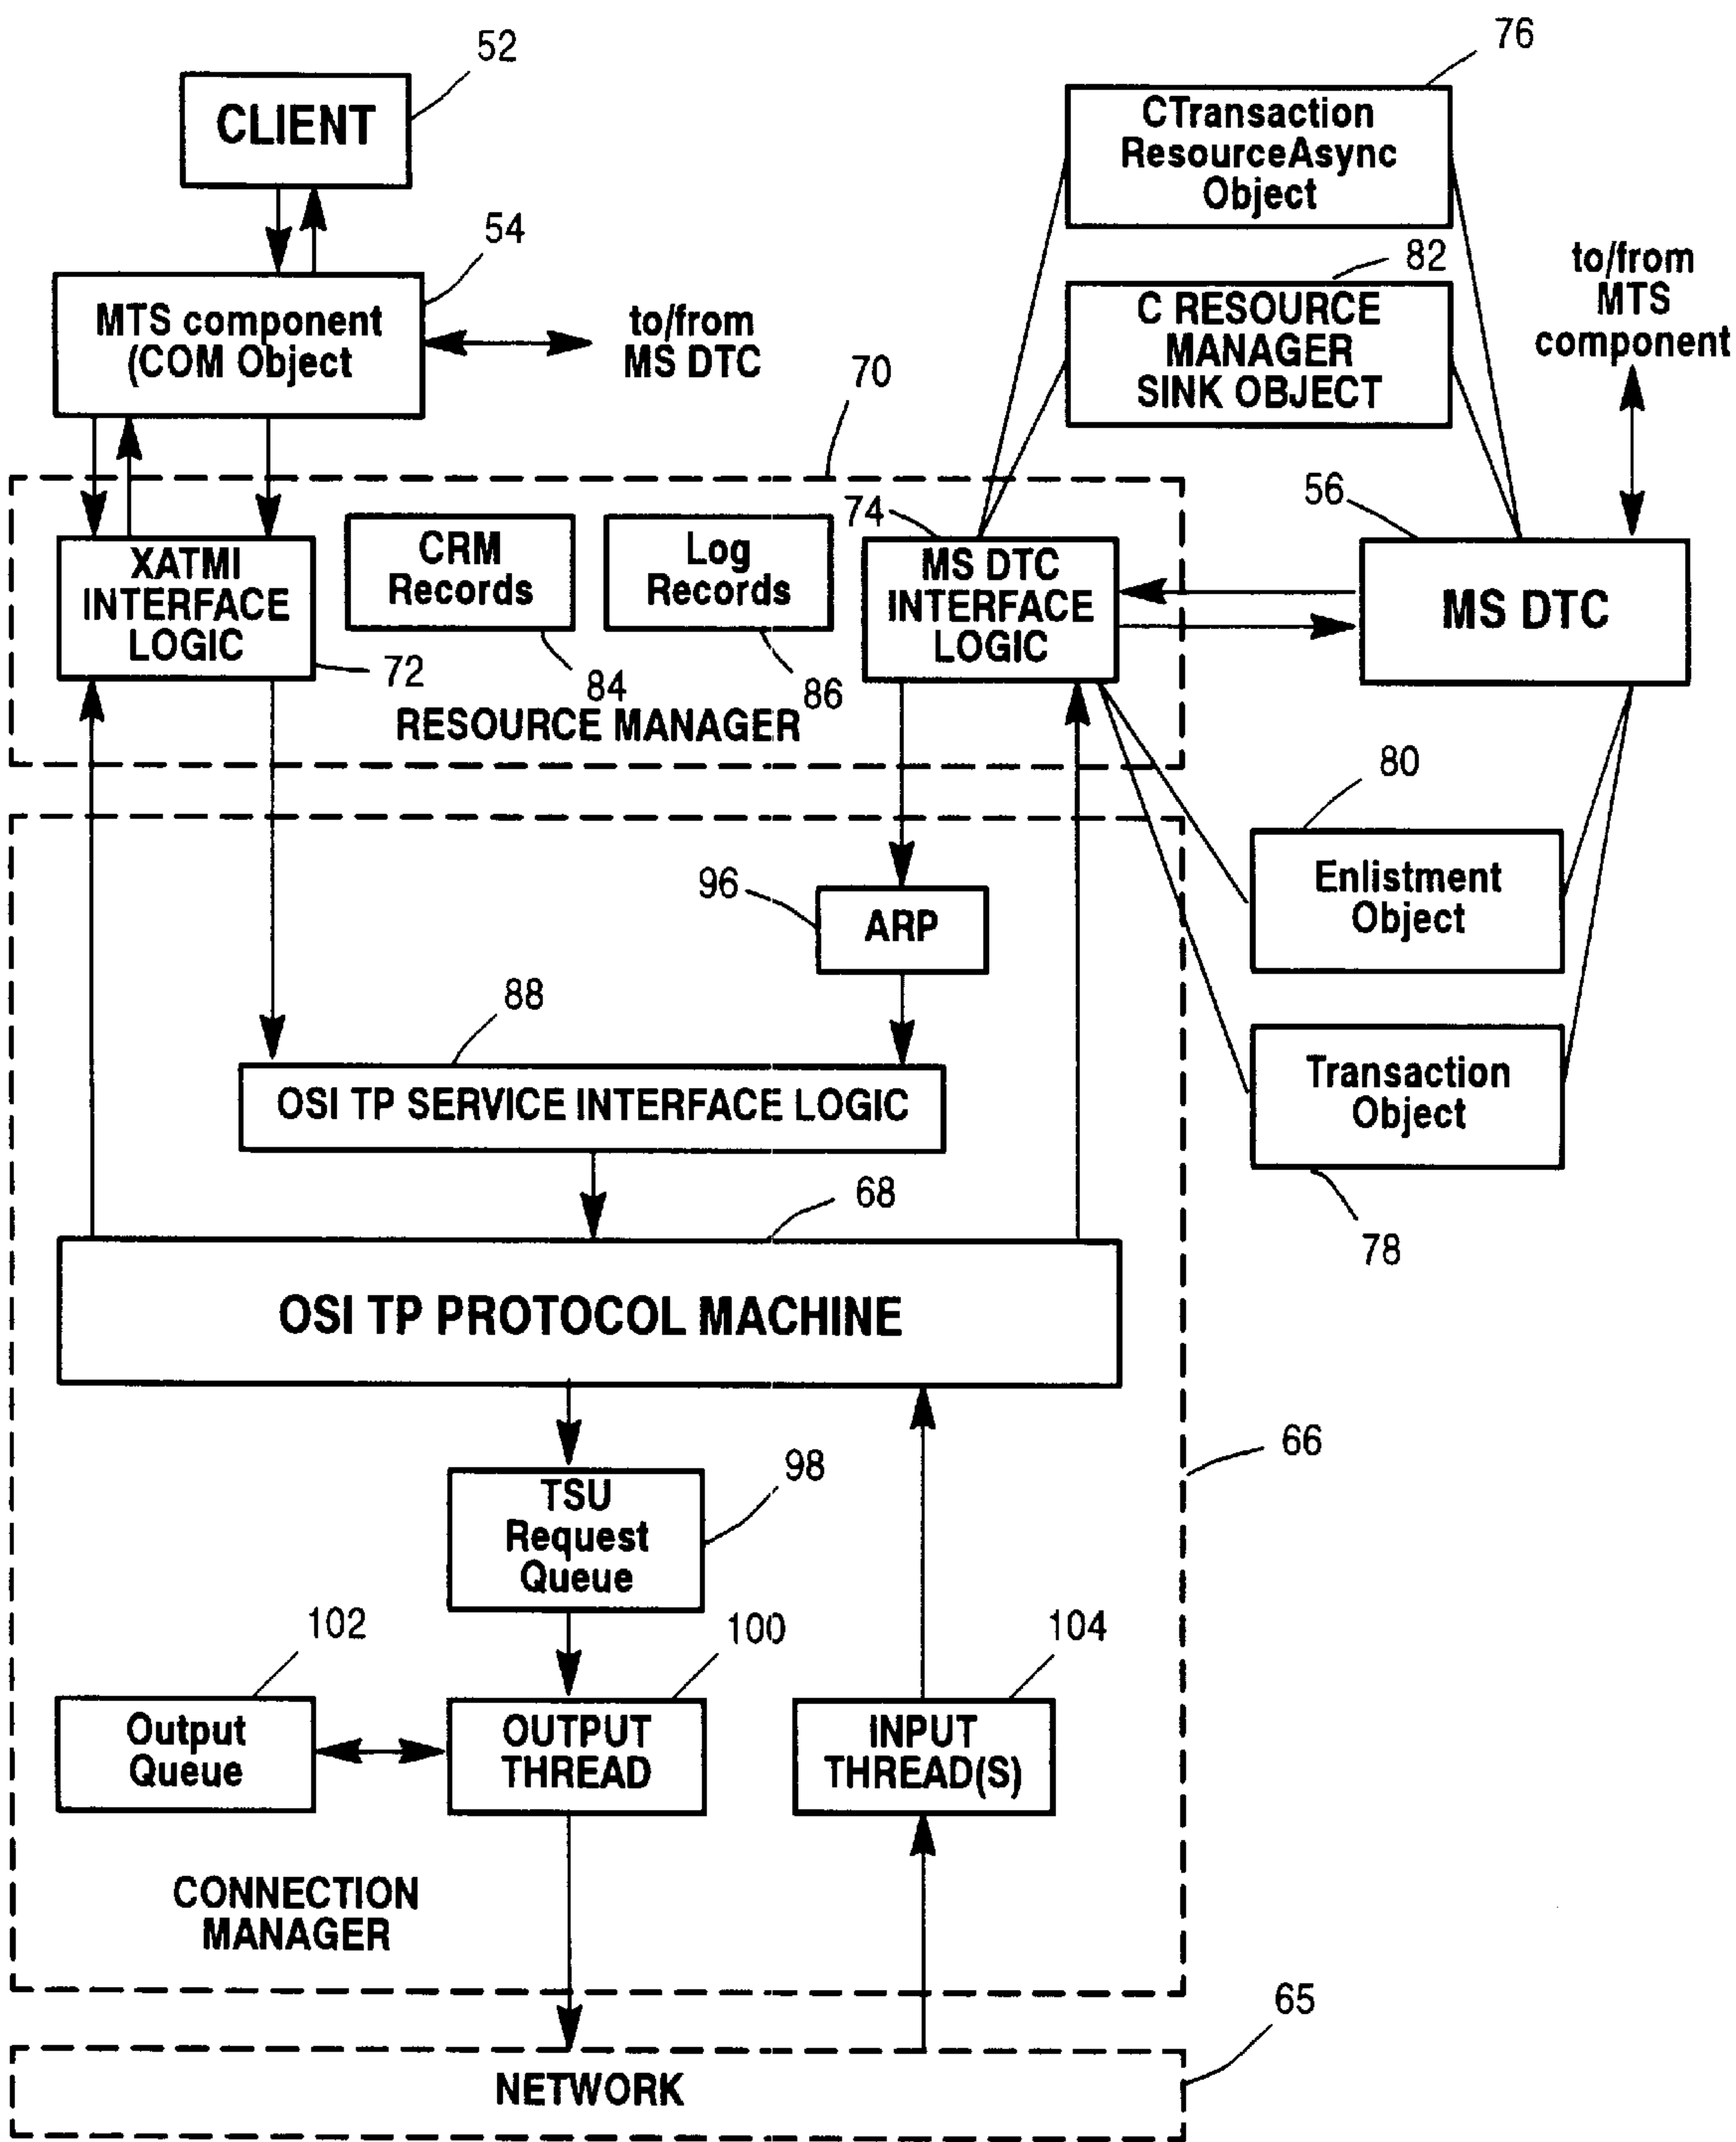 52
CLIENT
54
MTS component
(COM Object
to/from
MS DTC
76
CTransaction
ResourceAsync
Object
82
C RESOURCE
MANAGER
SINK OBJECT
to/from
MTS
component
70
XATMI
INTERFACE
LOGIC
72
CRM
Records
84
Log
Records
86
RESOURCE MANAGER
74
MS DTC
INTERFACE
LOGIC
56
MS DTC
80
Enlistment
Object
Transaction
Object
78
96
ARP
88
OSI TP SERVICE INTERFACE LOGIC
68
OSI TP PROTOCOL MACHINE
66
98
TSU
Request
Queue
102
Output
Queue
100
OUTPUT
THREAD
104
INPUT
THREAD(S)
CONNECTION
MANAGER
65
NETWORK